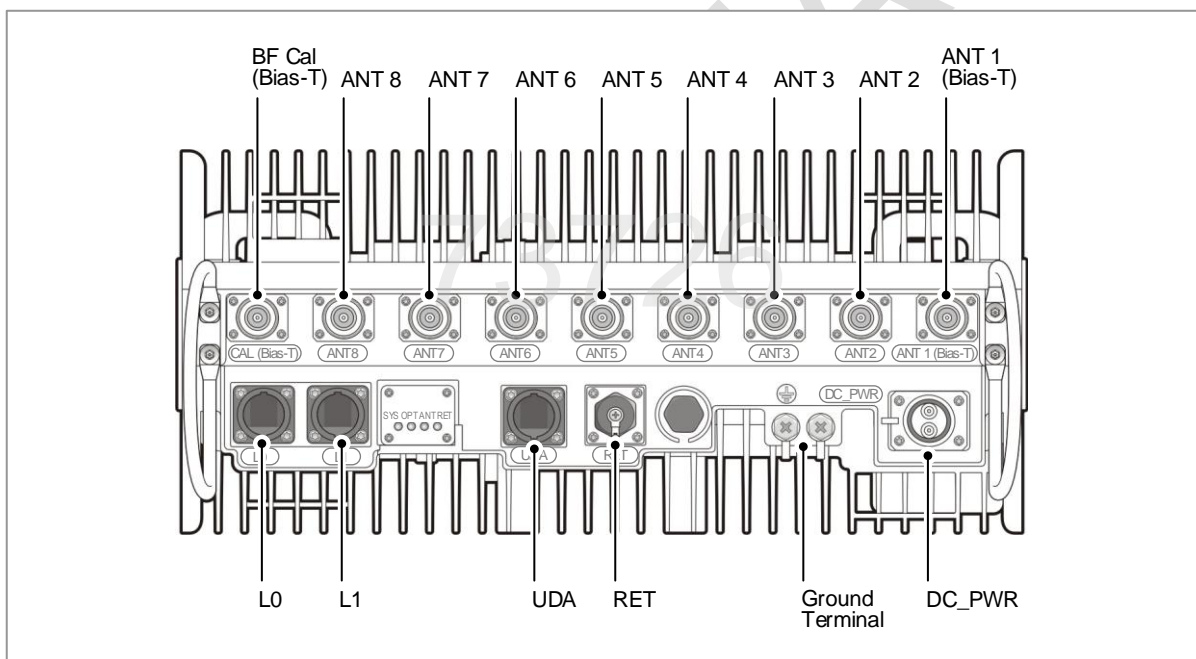 BF Cal
(Bias-T)
ANT 8
ANT 7
ANT 6
ANT 5
ANT 4
ANT 3
ANT 2
ANT 1
(Bias-T)
73726
CAL (Bias-T)
ANT8
ANT7
ANT6
ANT5
ANT4
ANT3
ANT2
ANT 1 (Bias-T)
SYS OPT ANT RET
DC_PWR
UDA
RET
L0
L1
UDA
RET
Ground
Terminal
DC_PWR